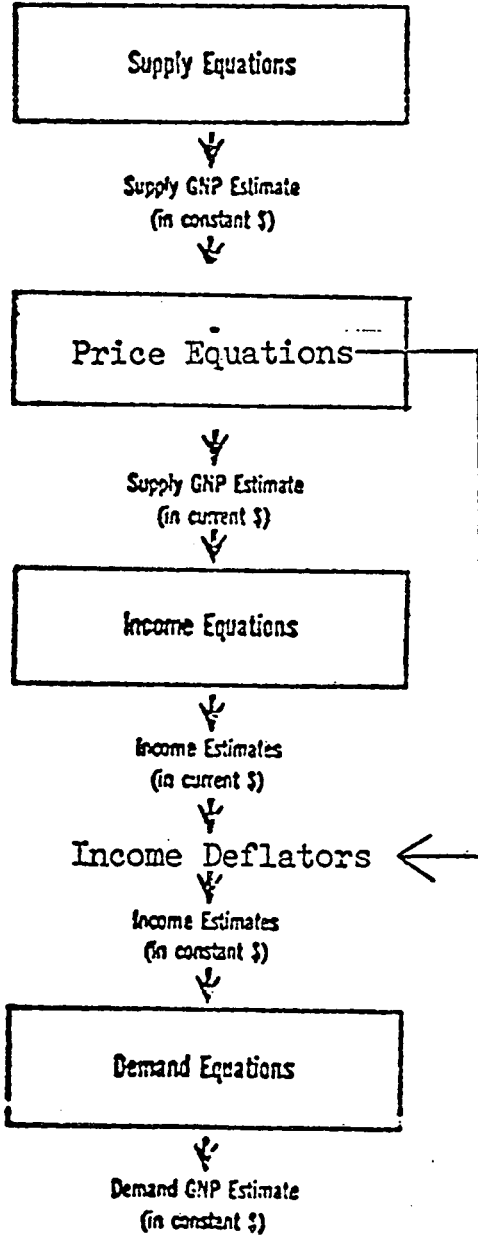 Supply Equations
Supply GNP Estimate
(in constant $)
Price Equations
Supply GNP Estimate
(in current $)
Income Equations
Income Estimates
(in current $)
Income Deflators
Income Estimates
(in constant $)
Demand Equations
Demand GNP Estimate
(in constant $)